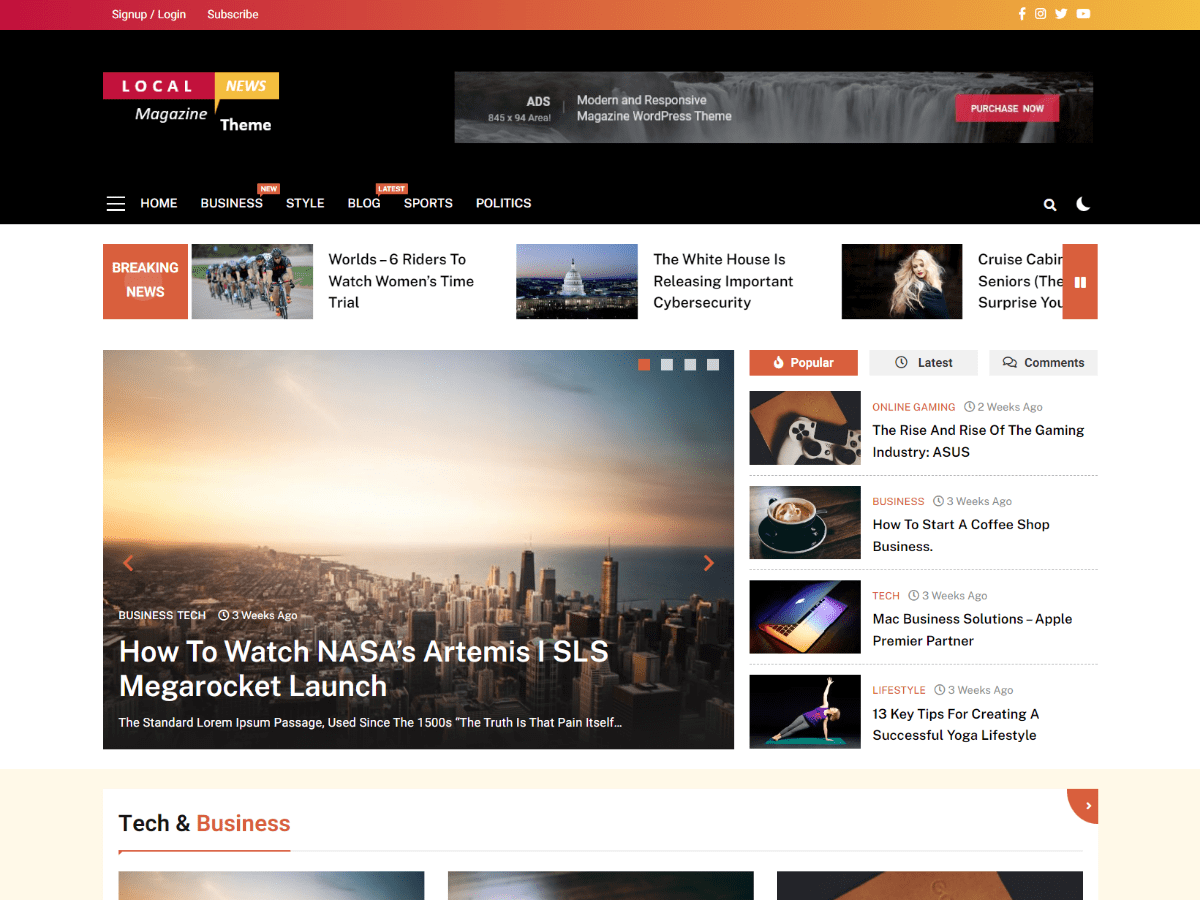 Signup / Login Subscribe
LOCAL NEWS
Magazine Theme
ADS
845 x 94 Area!
Modern and Responsive
Magazine WordPress Theme
PURCHASE NOW
NEW LATEST
HOME BUSINESS STYLE BLOG SPORTS POLITICS
BREAKING
NEWS
Worlds – 6 Riders To
Watch Women's Time
Trial
The White House Is
Releasing Important
Cybersecurity
Cruise Cabin
Seniors (The
Surprise You
BUSINESS TECH 3 Weeks Ago
How To Watch NASA's Artemis I SLS
Megarocket Launch
The Standard Lorem Ipsum Passage, Used Since The 1500s "The Truth Is That Pain Itself…
Popular Latest Comments
ONLINE GAMING 2 Weeks Ago
The Rise And Rise Of The Gaming
Industry: ASUS
BUSINESS 3 Weeks Ago
How To Start A Coffee Shop
Business.
TECH 3 Weeks Ago
Mac Business Solutions – Apple
Premier Partner
LIFESTYLE 3 Weeks Ago
13 Key Tips For Creating A
Successful Yoga Lifestyle
Tech & Business